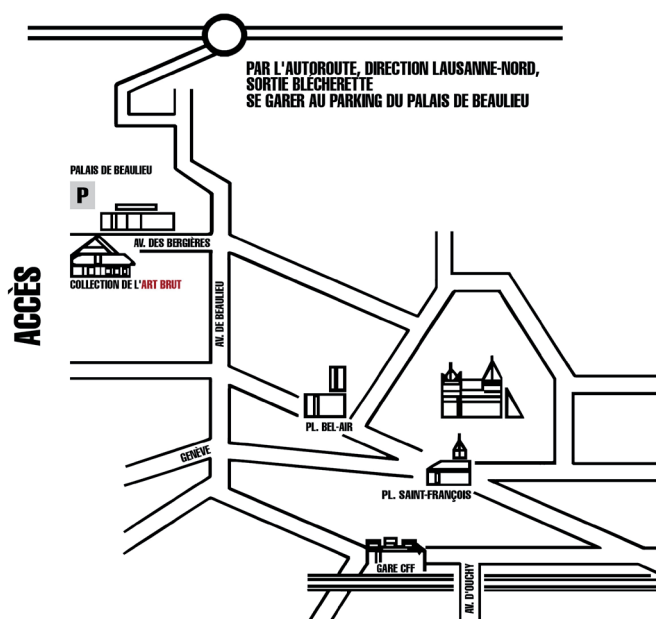 PAR L'AUTOROUTE, DIRECTION LAUSANNE-NORD,
SORTIE BLÉCHERETTE
SE GARER AU PARKING DU PALAIS DE BEAULIEU
PALAIS DE BEAULIEU
P
AV. DES BERGIÈRES
COLLECTION DE L'ART BRUT
ACCÈS
AV. DE BEAULIEU
PL. BEL-AIR
GENÈVE
PL. SAINT-FRANÇOIS
GARE CFF
AV. D'OUCHY